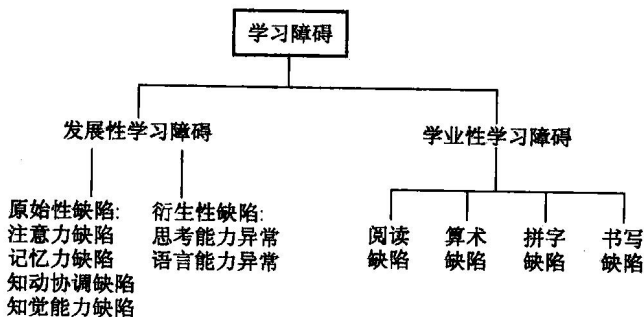 学习障碍
发展性学习障碍
学业性学习障碍
原始性缺陷:
注意力缺陷
记忆力缺陷
知动协调缺陷
知觉能力缺陷
衍生性缺陷:
思考能力异常
语言能力异常
阅读
缺陷
算术
缺陷
拼字
缺陷
书写
缺陷